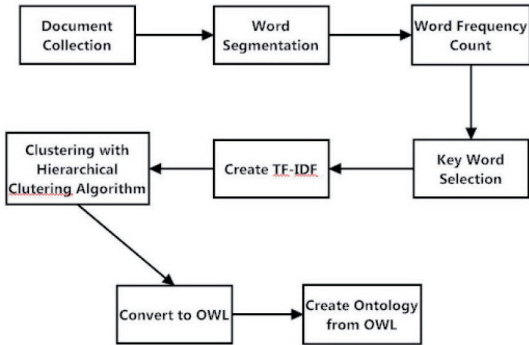 Document
Collection
Word
Segmentation
Word Frequency
Count
Key Word
Selection
Create TF-IDF
Clustering with
Hierarchical
Clutering Algorithm
Convert to OWL
Create Ontology
from OWL